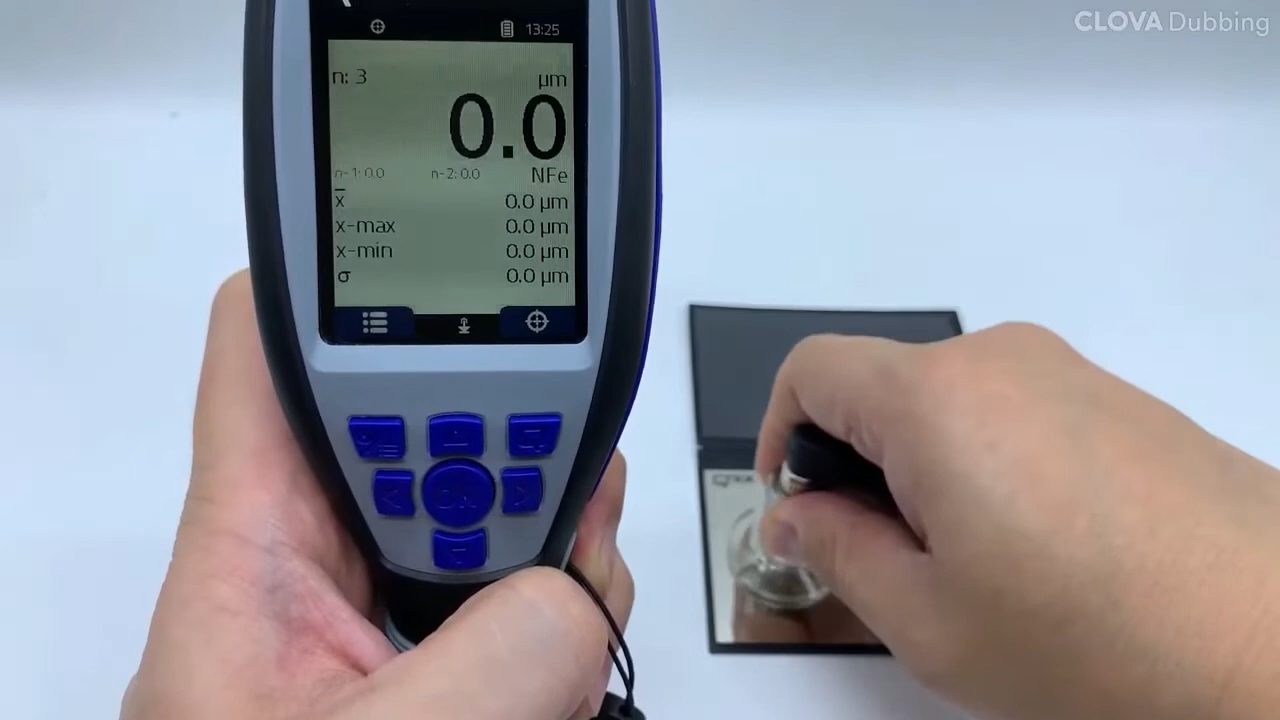 CLOVA Dubbing
13:25
n: 3 µm
0.0
n-1: 0.0 n-2: 0.0 NFe
x̄ 0.0 µm
x-max 0.0 µm
x-min 0.0 µm
σ 0.0 µm
OK